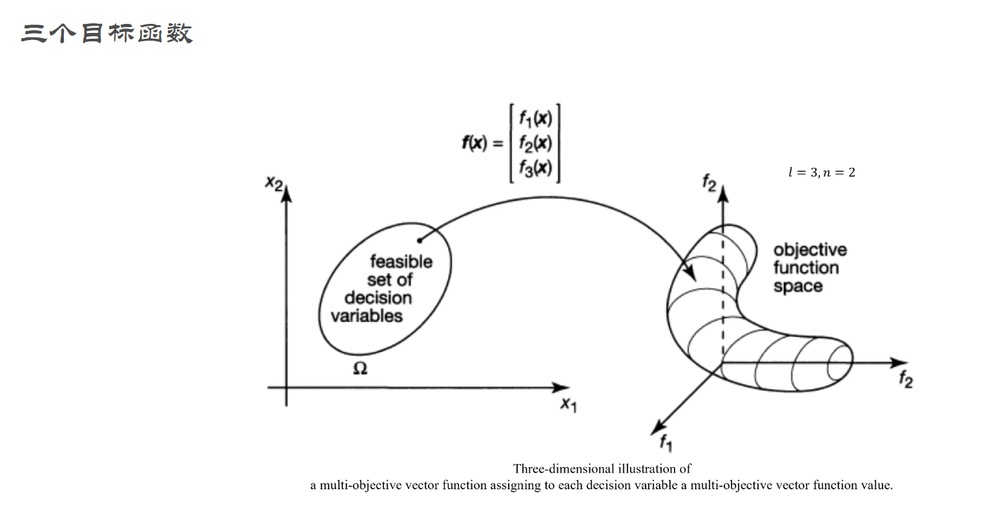 三个目标函数
f(x) = [f₁(x)
f₂(x)
f₃(x)]
l = 3, n = 2
x₂
f₂
feasible
set of
decision
variables
Ω
x₁
objective
function
space
f₂
f₁
Three-dimensional illustration of
a multi-objective vector function assigning to each decision variable a multi-objective vector function value.